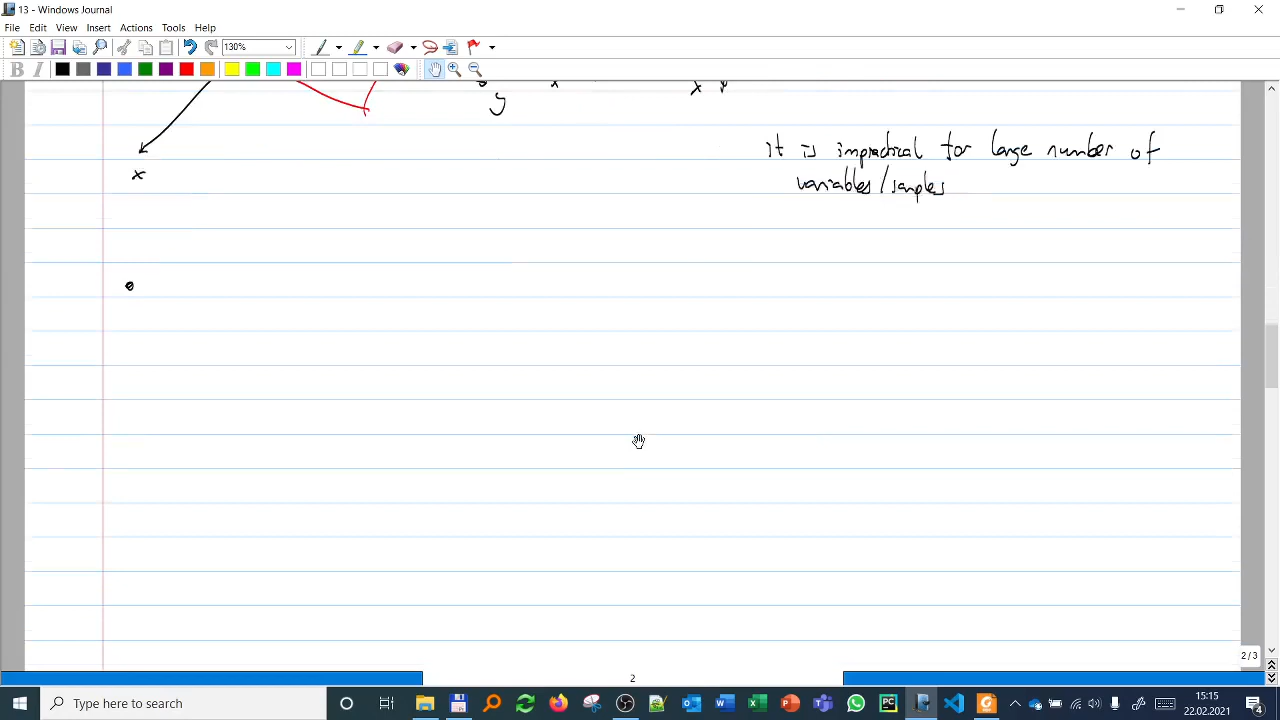 13 - Windows Journal
File Edit View Insert Actions Tools Help
130%
B I
y x x y
x
it is impractical for large number of
variables/samples
2 / 3
2
Type here to search
15:15
22.02.2021